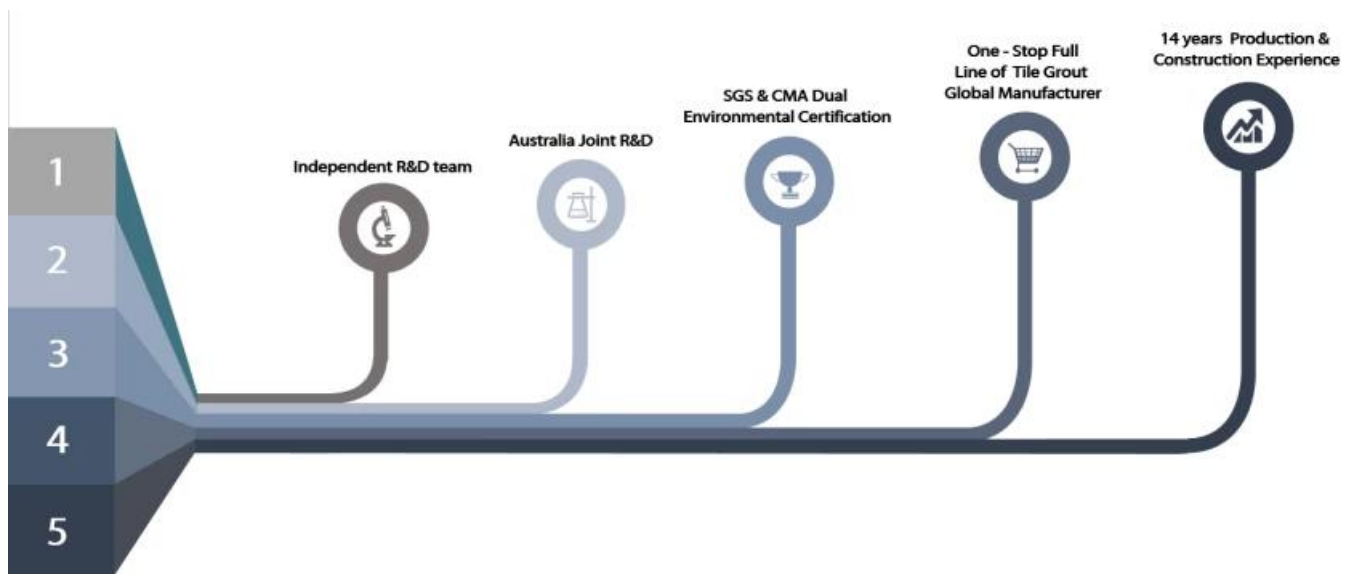 1
2
3
4
5
Independent R&D team
Australia Joint R&D
SGS & CMA Dual
Environmental Certification
One - Stop Full
Line of Tile Grout
Global Manufacturer
14 years Production &
Construction Experience